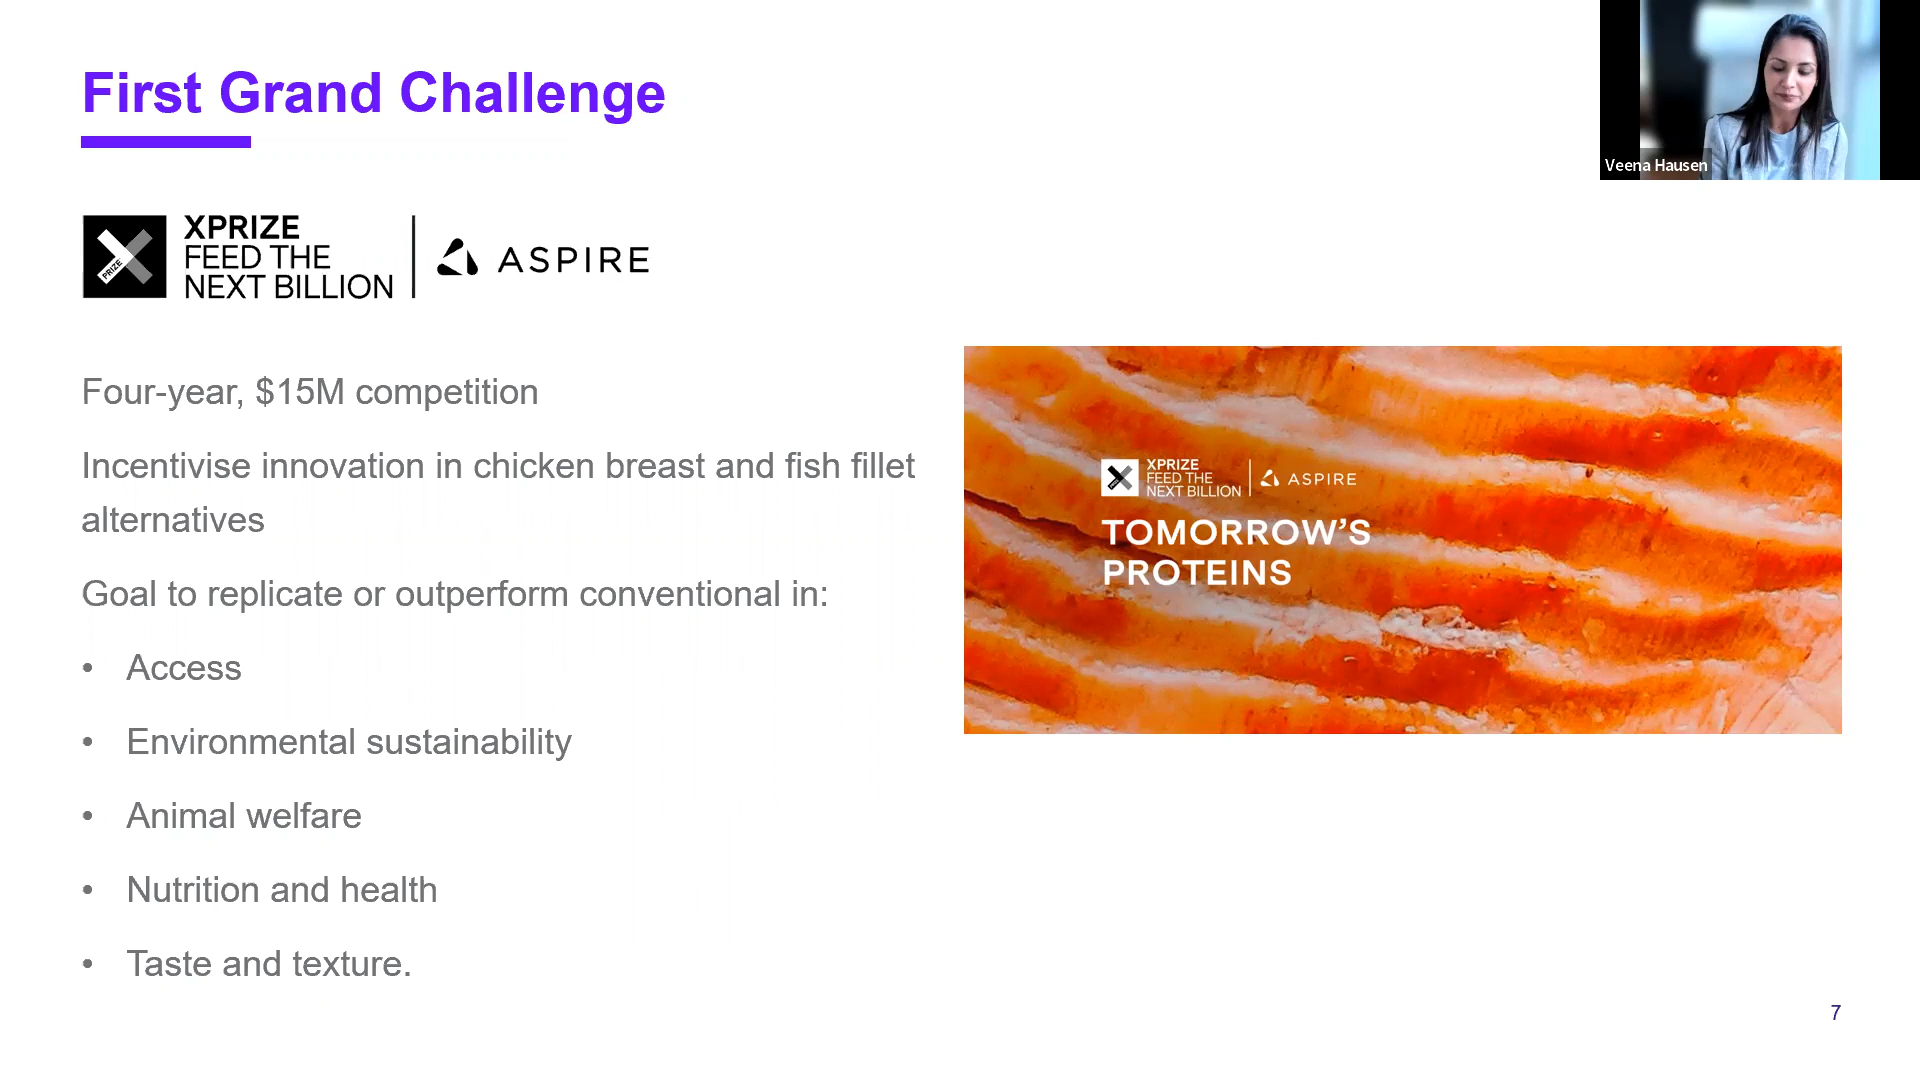 First Grand Challenge
Veena Hausen
PRIZE
XPRIZE
FEED THE
NEXT BILLION
ASPIRE
Four-year, $15M competition
Incentivise innovation in chicken breast and fish fillet
alternatives
Goal to replicate or outperform conventional in:
• Access
• Environmental sustainability
• Animal welfare
• Nutrition and health
• Taste and texture.
XPRIZE
FEED THE
NEXT BILLION
ASPIRE
TOMORROW'S
PROTEINS
7